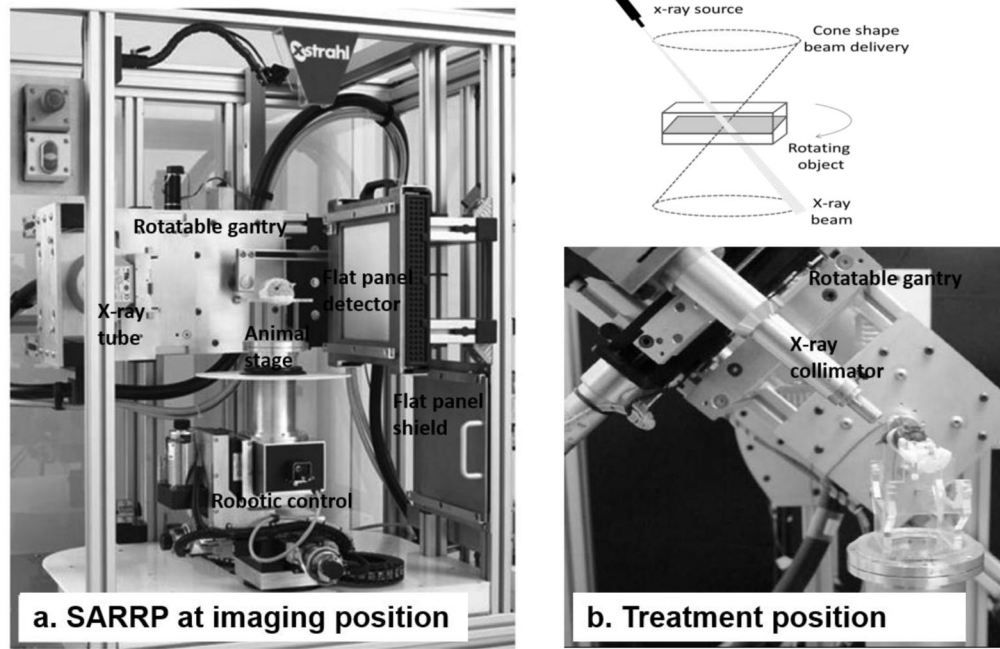 xstrahl
Rotatable gantry
X-ray
tube
Flat panel
detector
Animal
stage
Flat panel
shield
Robotic control
a. SARRP at imaging position
x-ray source
Cone shape
beam delivery
Rotating
object
X-ray
beam
Rotatable gantry
X-ray
collimator
b. Treatment position